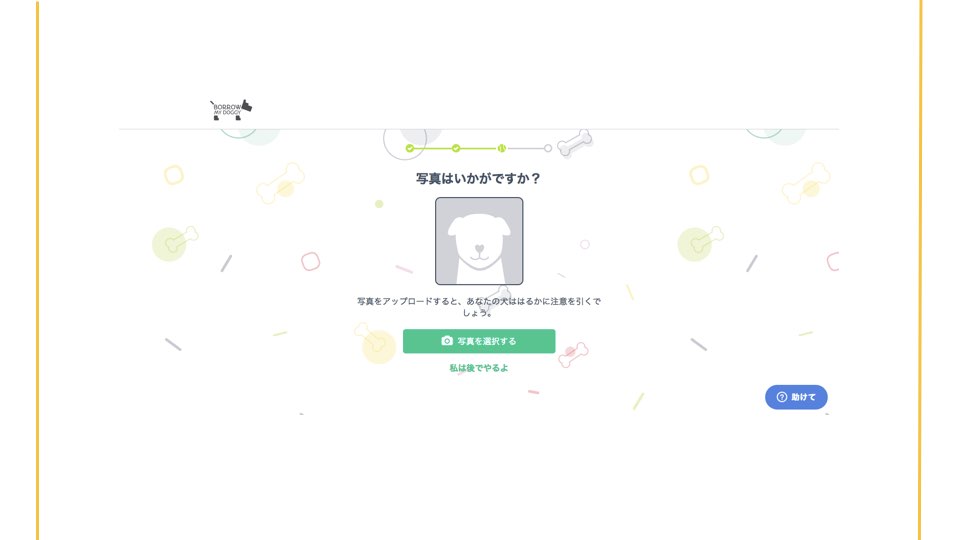 BORROW
MY DOGGY
写真はいかがですか？
写真をアップロードすると、あなたの犬ははるかに注意を引くで
しょう。
写真を選択する
私は後でやるよ
助けて